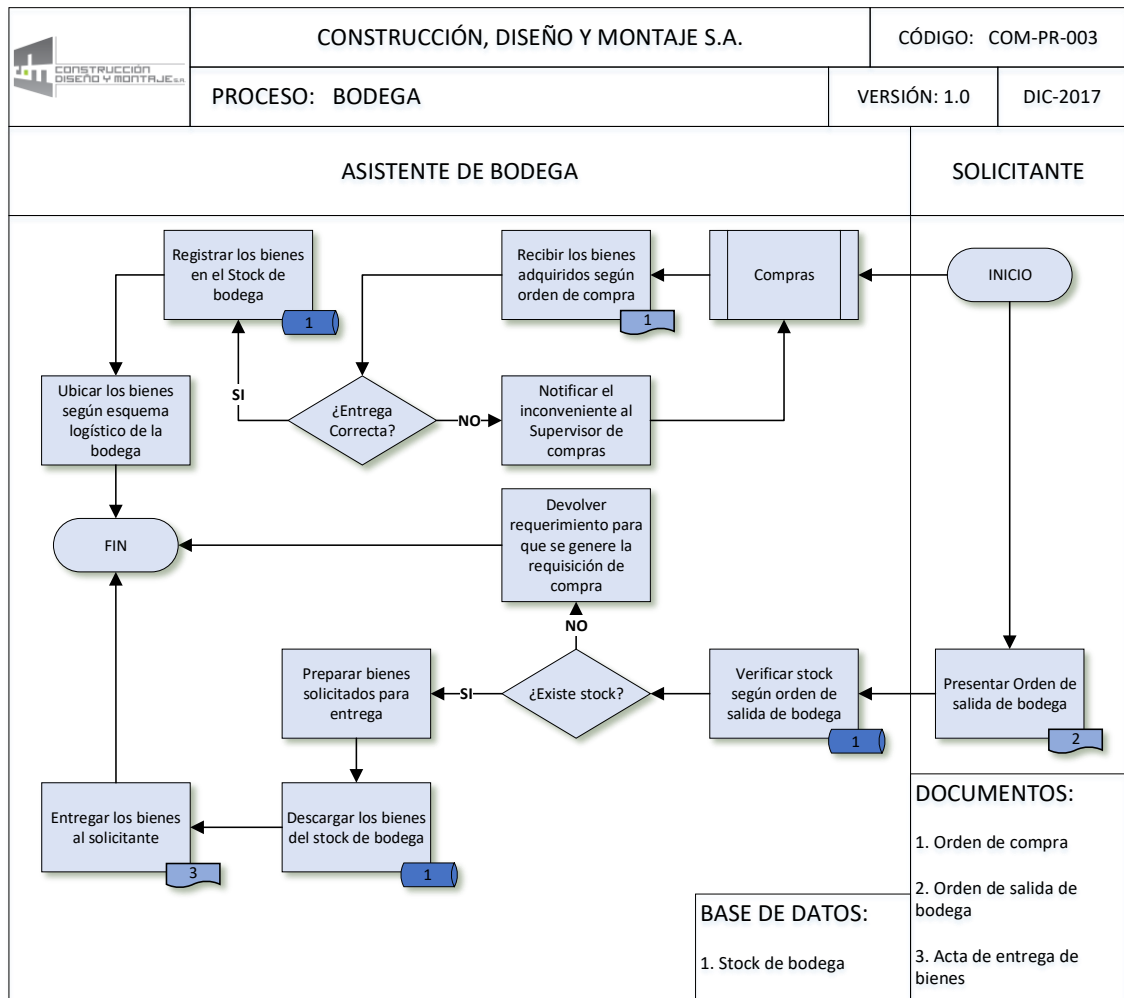 CONSTRUCCIÓN
DISEÑO Y MONTAJE S.A.
CONSTRUCCIÓN, DISEÑO Y MONTAJE S.A.
CÓDIGO: COM-PR-003
PROCESO: BODEGA
VERSIÓN: 1.0
DIC-2017
ASISTENTE DE BODEGA
SOLICITANTE
Registrar los bienes
en el Stock de
bodega
1
Recibir los bienes
adquiridos según
orden de compra
1
Compras
INICIO
Ubicar los bienes
según esquema
logístico de la
bodega
SI
¿Entrega
Correcta?
NO
Notificar el
inconveniente al
Supervisor de
compras
FIN
Devolver
requerimiento para
que se genere la
requisición de
compra
NO
Preparar bienes
solicitados para
entrega
SI
¿Existe stock?
Verificar stock
según orden de
salida de bodega
1
Presentar Orden de
salida de bodega
2
Entregar los bienes
al solicitante
3
Descargar los bienes
del stock de bodega
1
BASE DE DATOS:
1. Stock de bodega
DOCUMENTOS:
1. Orden de compra
2. Orden de salida de
bodega
3. Acta de entrega de
bienes